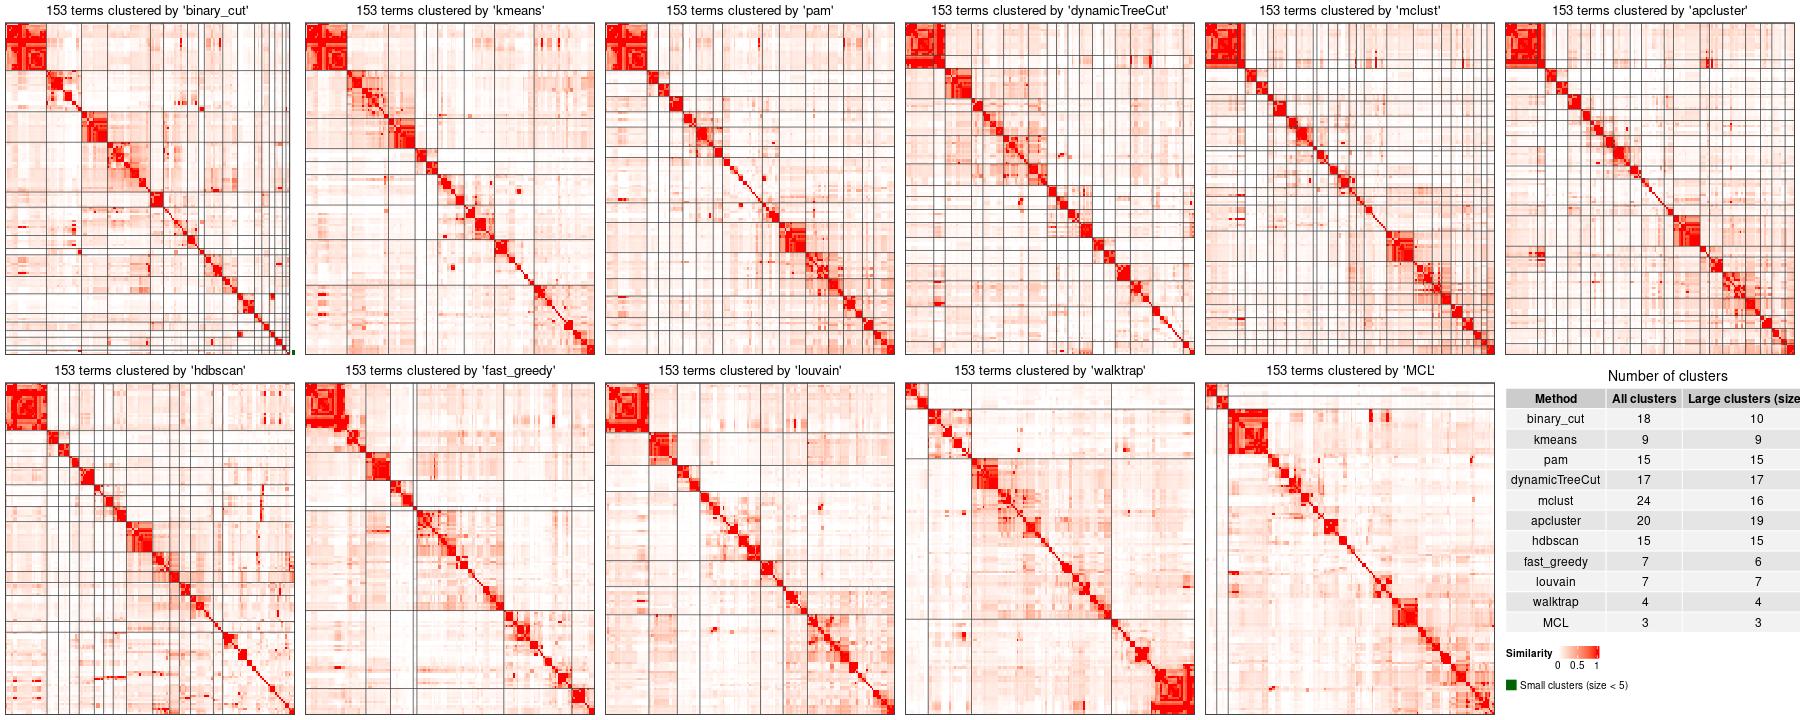 153 terms clustered by 'binary_cut'
153 terms clustered by 'kmeans'
153 terms clustered by 'pam'
153 terms clustered by 'dynamicTreeCut'
153 terms clustered by 'mclust'
153 terms clustered by 'apcluster'
153 terms clustered by 'hdbscan'
153 terms clustered by 'fast_greedy'
153 terms clustered by 'louvain'
153 terms clustered by 'walktrap'
153 terms clustered by 'MCL'
Number of clusters
Method All clusters Large clusters (size
binary_cut 18 10
kmeans 9 9
pam 15 15
dynamicTreeCut 17 17
mclust 24 16
apcluster 20 19
hdbscan 15 15
fast_greedy 7 6
louvain 7 7
walktrap 4 4
MCL 3 3
Similarity
0 0.5 1
Small clusters (size < 5)